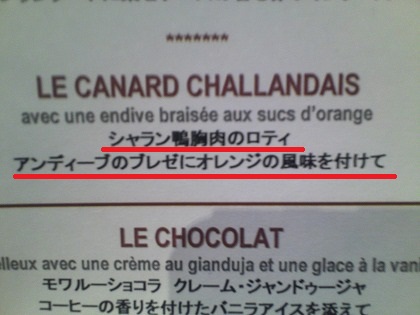 *******
LE CANARD CHALLANDAIS
avec une endive braisée aux sucs d'orange
シャラン鴨胸肉のロティ
アンディーブのブレゼにオレンジの風味を付けて
LE CHOCOLAT
avec une crème au gianduja et une glace à la
モワルーショコラ クレーム・ジャンドゥージャ
コーヒーの香りを付けたバニラアイスを添えて